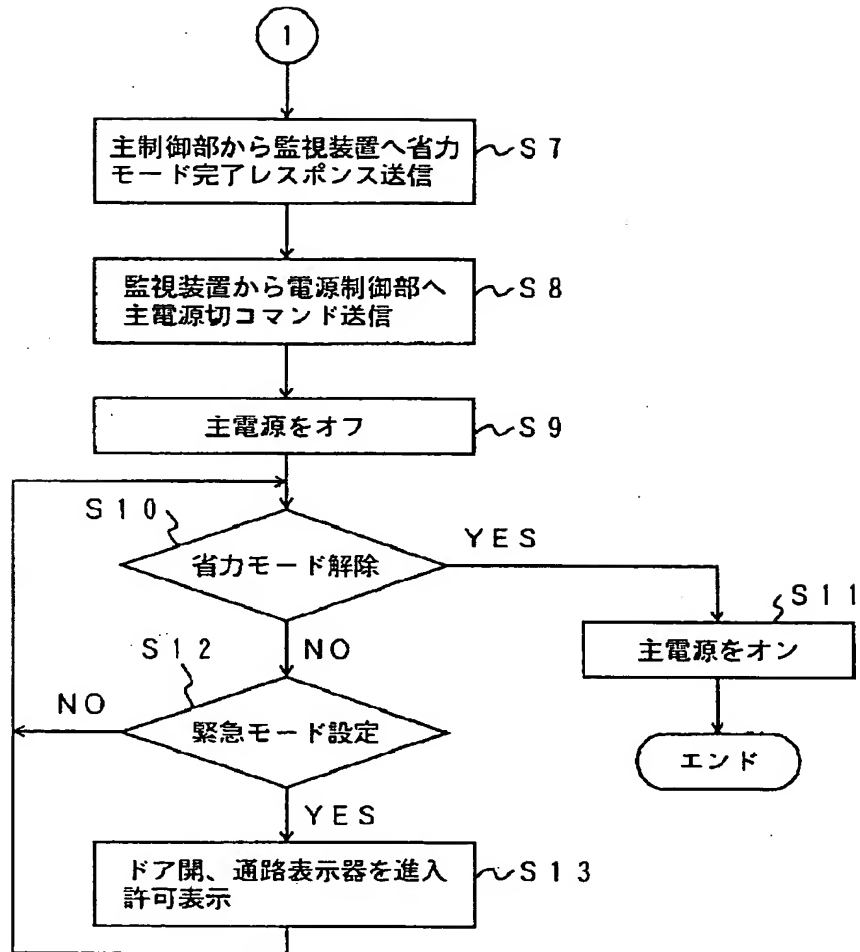 1
主制御部から監視装置へ省力
モード完了レスポンス送信
S7
監視装置から電源制御部へ
主電源切コマンド送信
S8
主電源をオフ
S9
S10
省力モード解除
YES
S11
主電源をオン
エンド
NO
S12
緊急モード設定
NO
YES
ドア開、通路表示器を進入
許可表示
S13